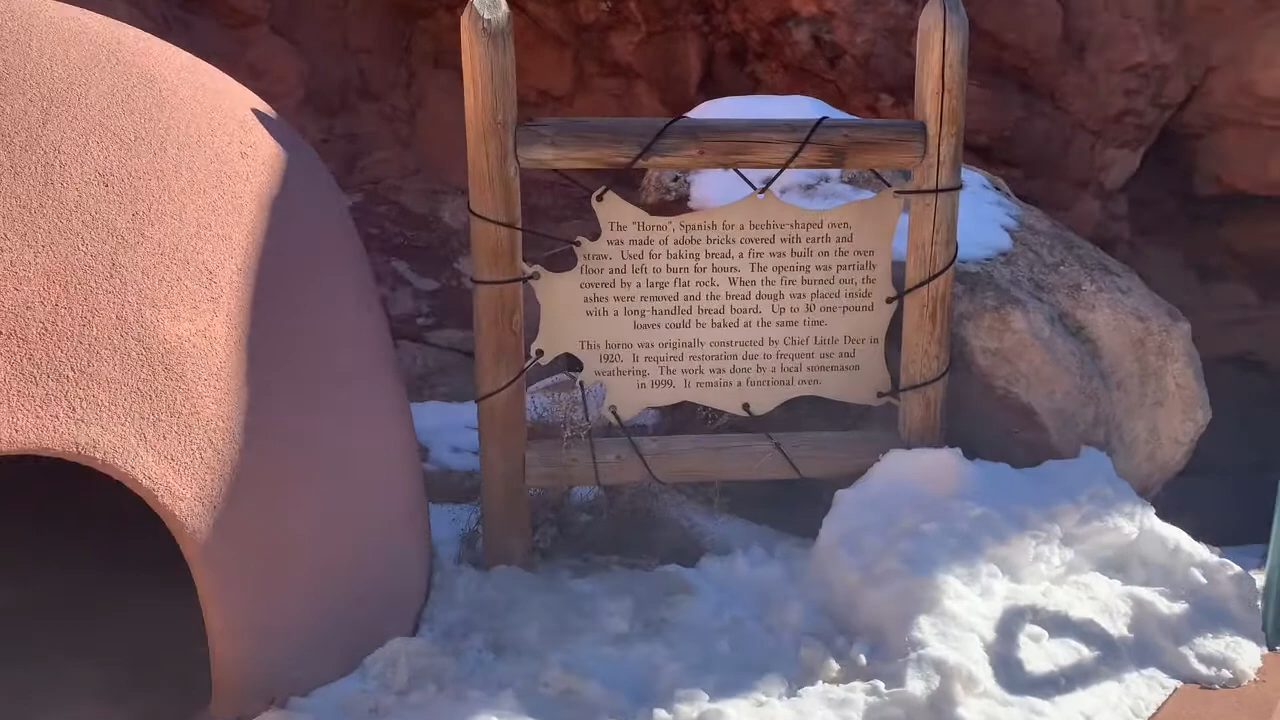 The "Horno", Spanish for a beehive-shaped oven,
was made of adobe bricks covered with earth and
straw. Used for baking bread, a fire was built on the oven
floor and left to burn for hours. The opening was partially
covered by a large flat rock. When the fire burned out, the
ashes were removed and the bread dough was placed inside
with a long-handled bread board. Up to 30 one-pound
loaves could be baked at the same time.
This horno was originally constructed by Chief Little Deer in
1920. It required restoration due to frequent use and
weathering. The work was done by a local stonemason
in 1999. It remains a functional oven.